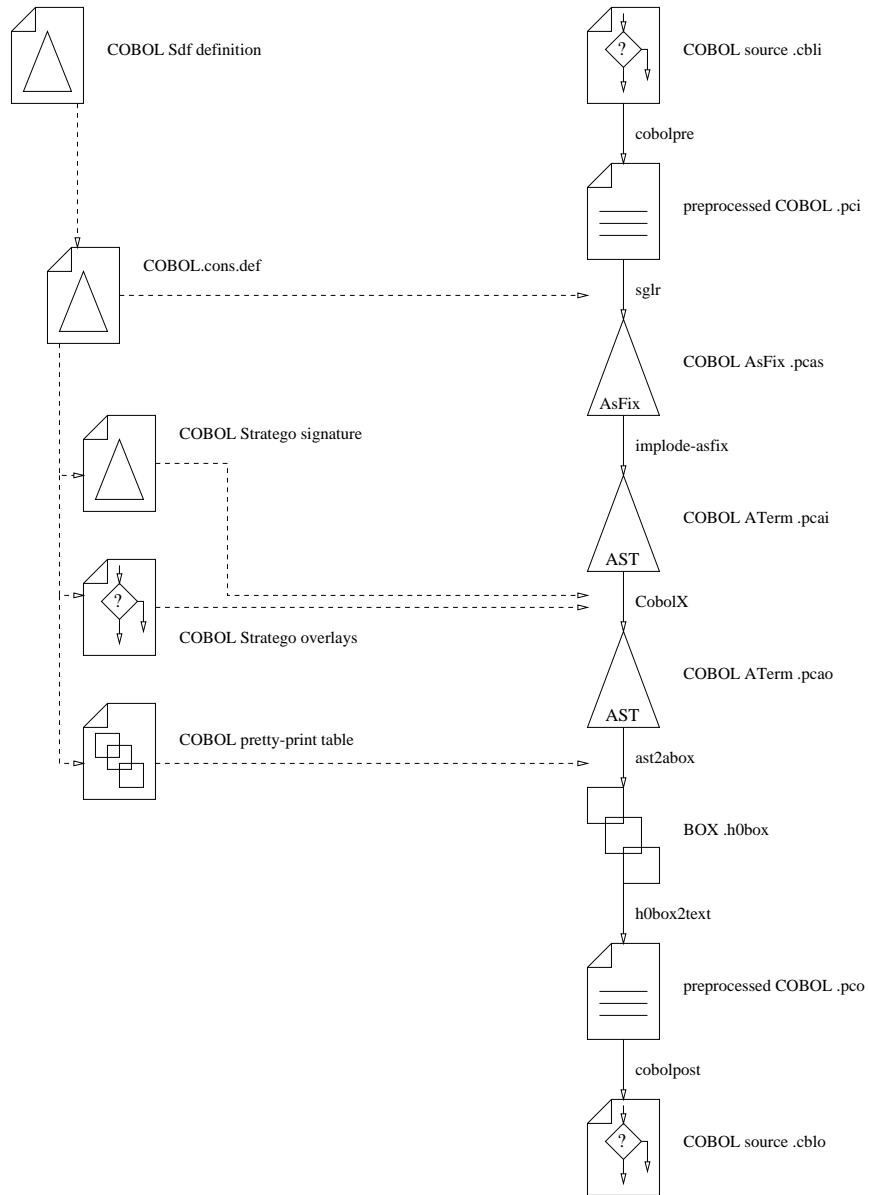 COBOL Sdf definition
?
COBOL source .cbli
cobolpre
preprocessed COBOL .pci
COBOL.cons.def
sglr
COBOL AsFix .pcas
AsFix
COBOL Stratego signature
implode-asfix
COBOL ATerm .pcai
AST
?
CobolX
COBOL Stratego overlays
COBOL ATerm .pcao
AST
COBOL pretty-print table
ast2abox
BOX .h0box
h0box2text
preprocessed COBOL .pco
cobolpost
?
COBOL source .cblo